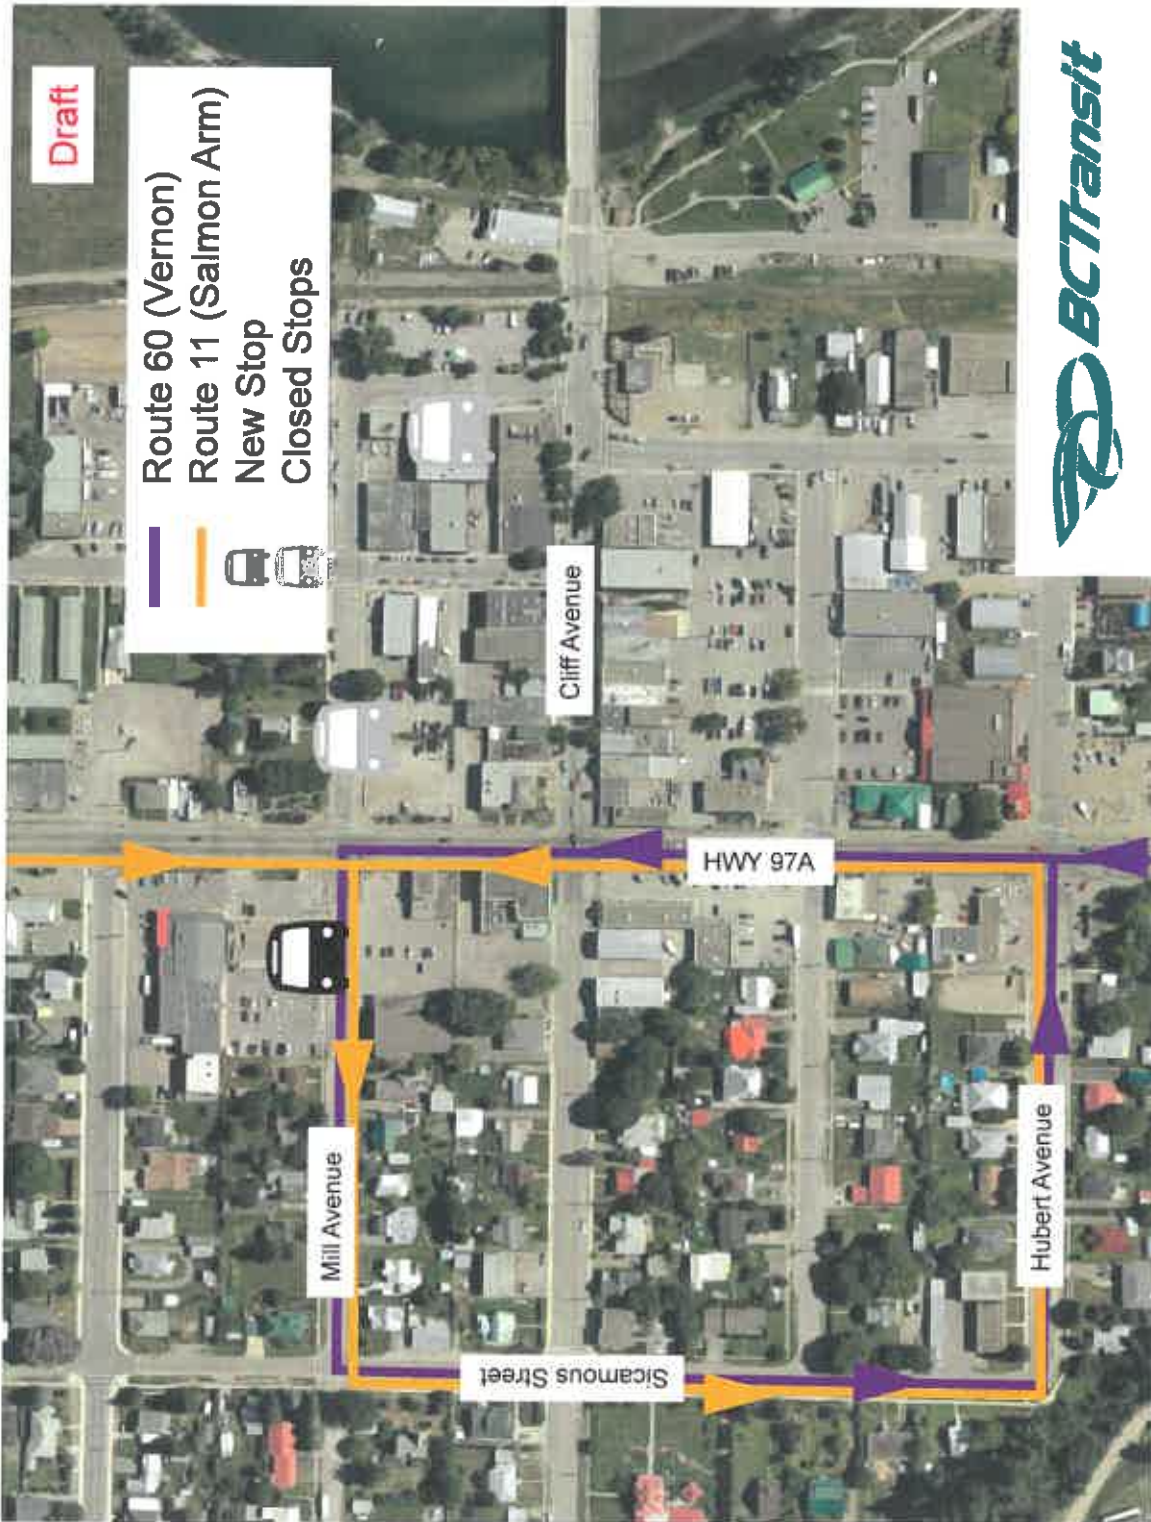 Draft
Route 60 (Vernon)
Route 11 (Salmon Arm)
New Stop
Closed Stops
Cliff Avenue
HWY 97A
Mill Avenue
Sicamous Street
Hubert Avenue
BCTransit